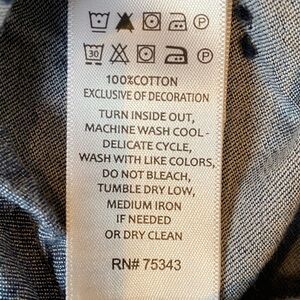 30
100%COTTON
EXCLUSIVE OF DECORATION
TURN INSIDE OUT,
MACHINE WASH COOL-
DELICATE CYCLE,
WASH WITH LIKE COLORS,
DO NOT BLEACH,
TUMBLE DRY LOW,
MEDIUM IRON
IF NEEDED
OR DRY CLEAN
RN# 75343